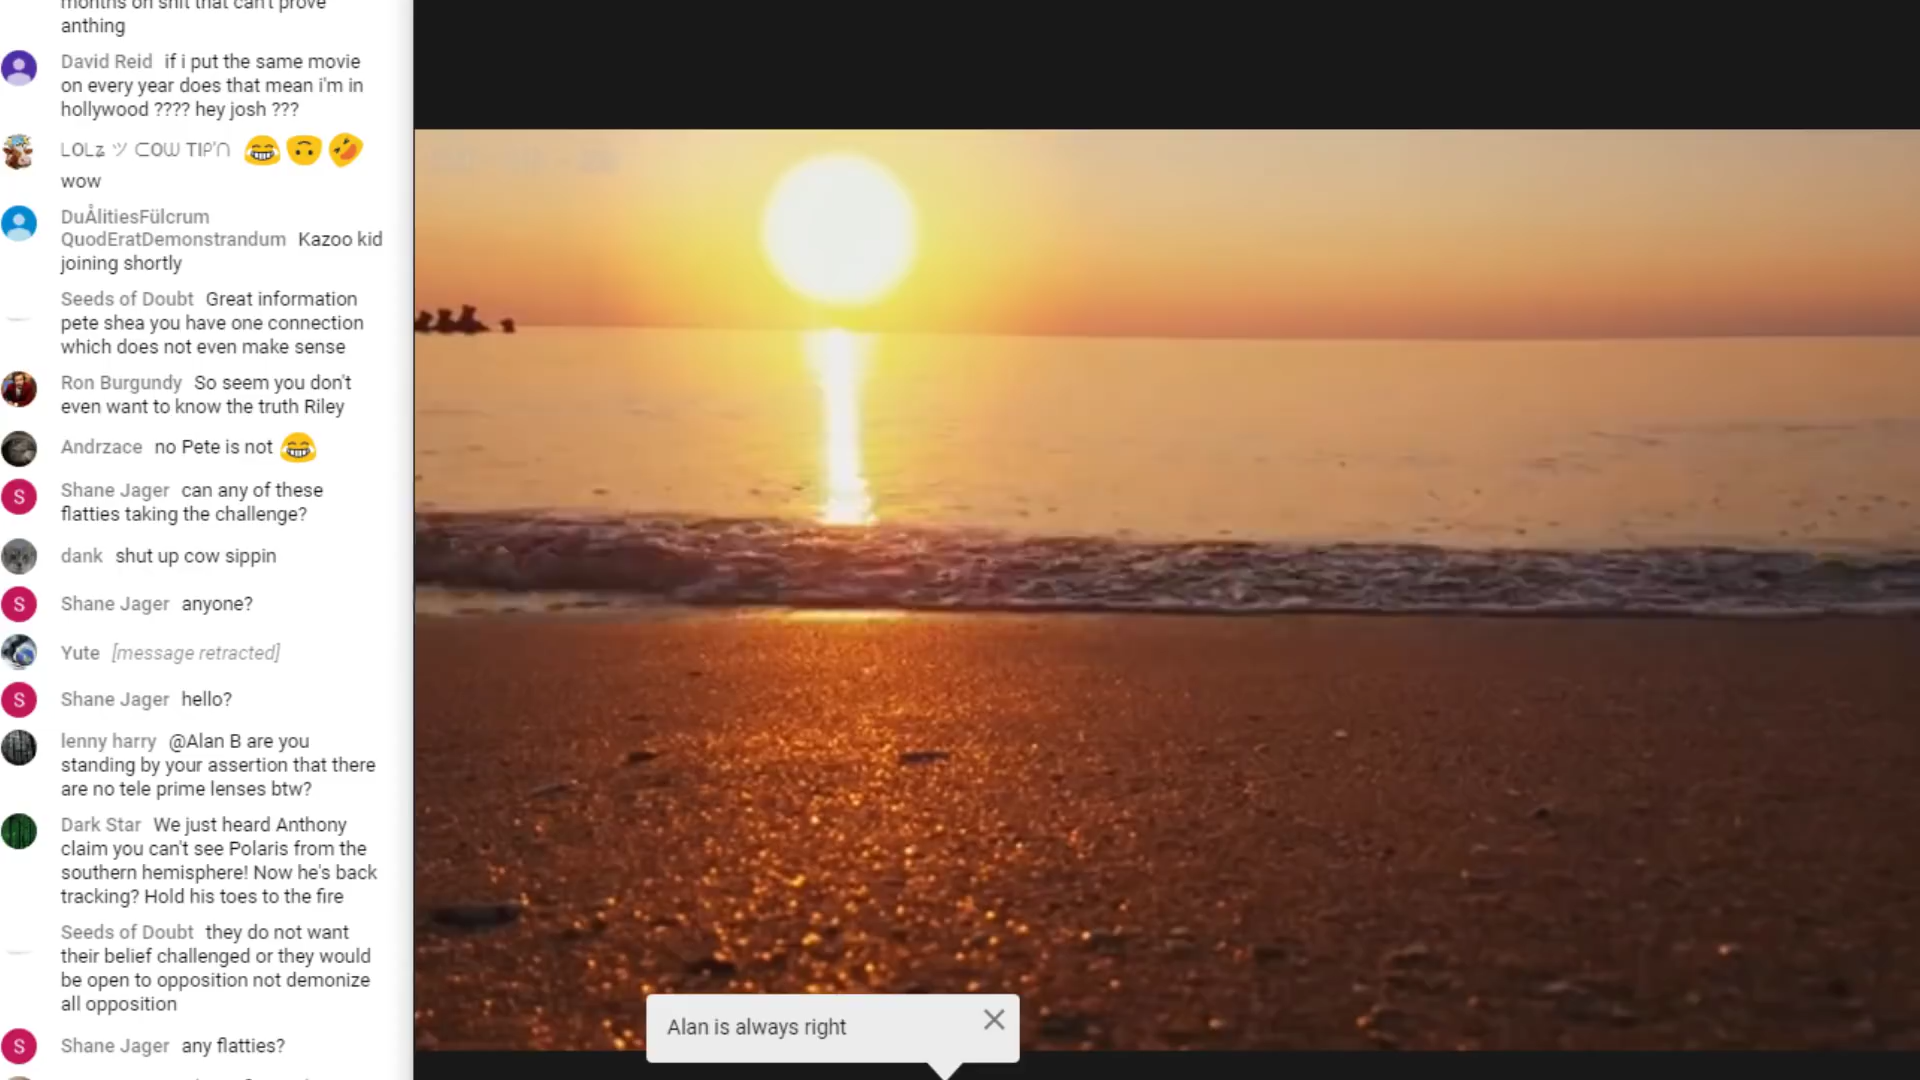 months on shit that can't prove
anthing
David Reid if i put the same movie
on every year does that mean i'm in
hollywood ???? hey josh ???
LOLz ツ ᑕOᗯ TIᑭ'ᑎ 😂 🙃 🤣
wow
DuÅlitiesFülcrum
QuodEratDemonstrandum Kazoo kid
joining shortly
Seeds of Doubt Great information
pete shea you have one connection
which does not even make sense
Ron Burgundy So seem you don't
even want to know the truth Riley
Andrzace no Pete is not 😂
S
Shane Jager can any of these
flatties taking the challenge?
dank shut up cow sippin
S
Shane Jager anyone?
Yute [message retracted]
S
Shane Jager hello?
lenny harry @Alan B are you
standing by your assertion that there
are no tele prime lenses btw?
Dark Star We just heard Anthony
claim you can't see Polaris from the
southern hemisphere! Now he's back
tracking? Hold his toes to the fire
Seeds of Doubt they do not want
their belief challenged or they would
be open to opposition not demonize
all opposition
S
Shane Jager any flatties?
Alan is always right